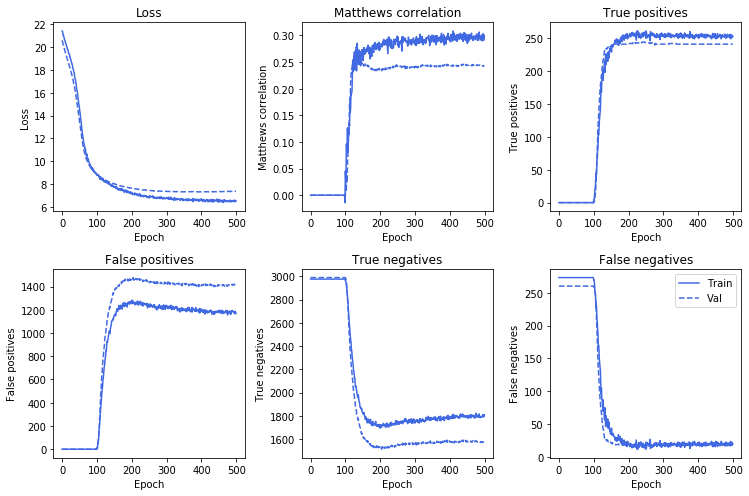 Loss
Matthews correlation
True positives
Loss
22
20
18
16
14
12
10
8
6
0 100 200 300 400 500
Epoch
Matthews correlation
0.30
0.25
0.20
0.15
0.10
0.05
0.00
0 100 200 300 400 500
Epoch
True positives
250
200
150
100
50
0
0 100 200 300 400 500
Epoch
False positives
True negatives
False negatives
False positives
1400
1200
1000
800
600
400
200
0
0 100 200 300 400 500
Epoch
True negatives
3000
2800
2600
2400
2200
2000
1800
1600
0 100 200 300 400 500
Epoch
False negatives
250
200
150
100
50
0
Train
Val
0 100 200 300 400 500
Epoch